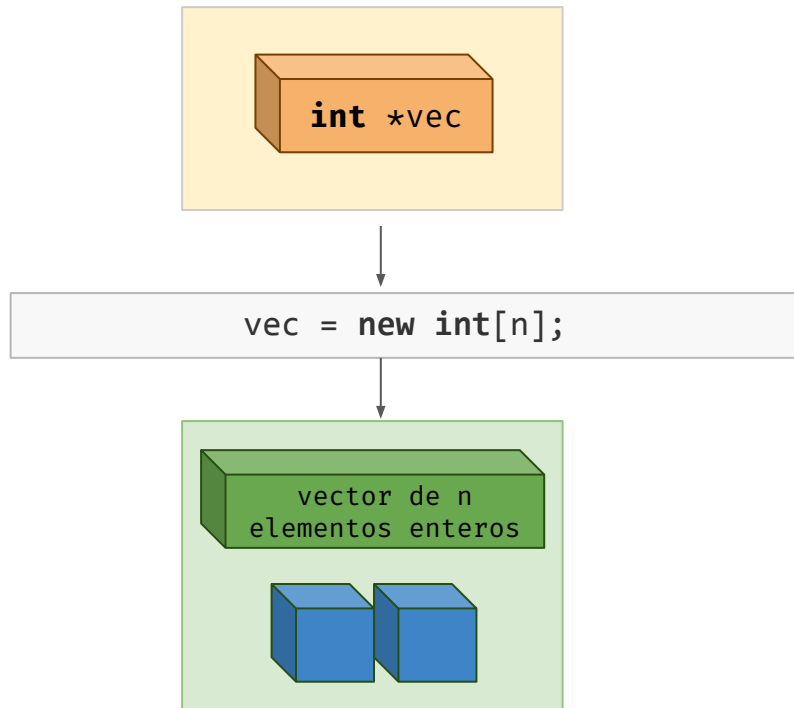 int *vec
vec = new int[n];
vector de n
elementos enteros